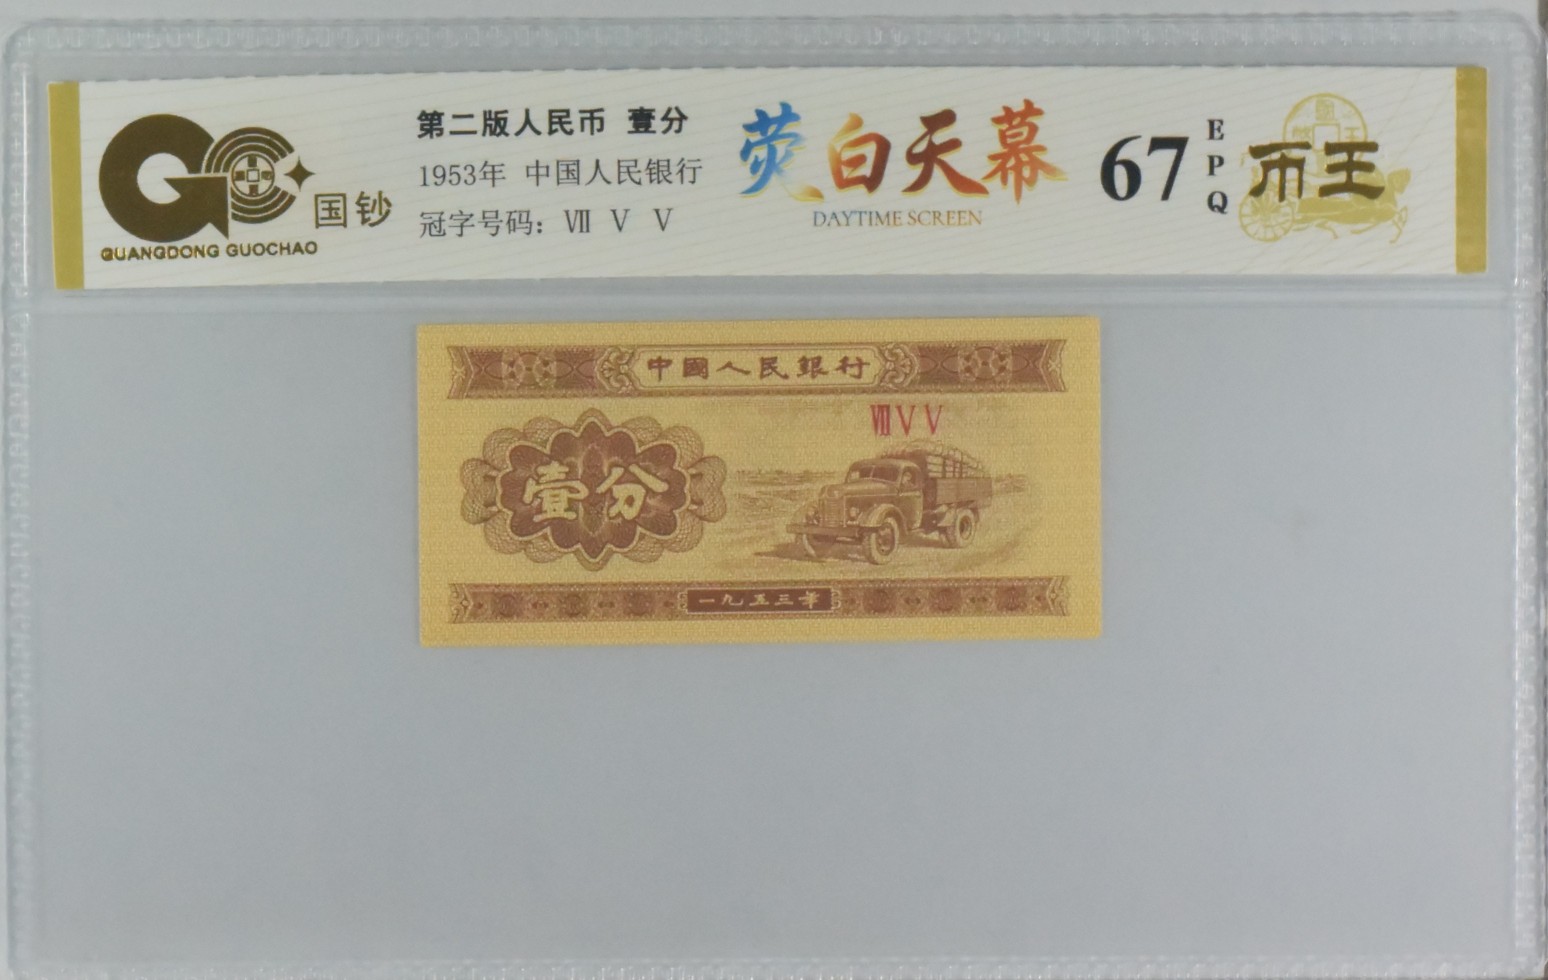 国钞
GUANGDONG GUOCHAO
第二版人民币 壹分
1953年 中国人民银行
冠字号码：Ⅶ Ⅴ Ⅴ
荧白天幕
DAYTIME SCREEN
67
EPQ
币王
中國人民銀行
ⅦⅤⅤ
壹分
一九五三年